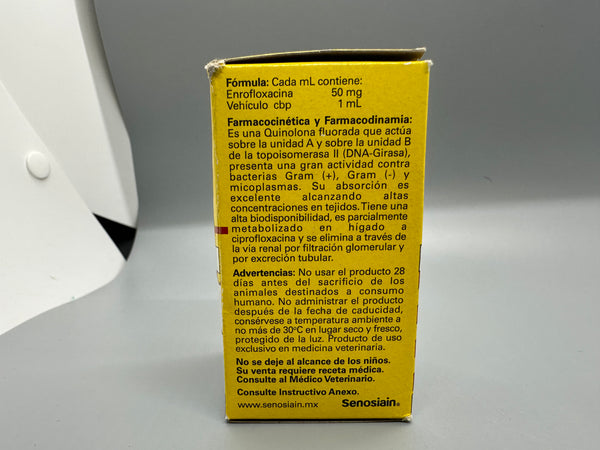 Fórmula: Cada mL contiene:
Enrofloxacina 50 mg
Vehículo cbp 1 mL
Farmacocinética y Farmacodinamía:
Es una Quinolona fluorada que actúa
sobre la unidad A y sobre la unidad B
de la topoisomerasa II (DNA-Girasa),
presenta una gran actividad contra
bacterias Gram (+), Gram (-) y
micoplasmas. Su absorción es
excelente alcanzando altas
concentraciones en tejidos. Tiene una
alta biodisponibilidad, es parcialmente
metabolizado en hígado a
ciprofloxacina y se elimina a través de
la via renal por filtración glomerular y
por excreción tubular.
Advertencias: No usar el producto 28
días antes del sacrificio de los
animales destinados a consumo
humano. No administrar el producto
después de la fecha de caducidad,
consérvese a temperatura ambiente a
no más de 30°C en lugar seco y fresco,
protegido de la luz. Producto de uso
exclusivo en medicina veterinaria.
No se deje al alcance de los niños.
Su venta requiere receta médica.
Consulte al Médico Veterinario.
Consulte Instructivo Anexo.
www.senosiain.mx Senosiain®